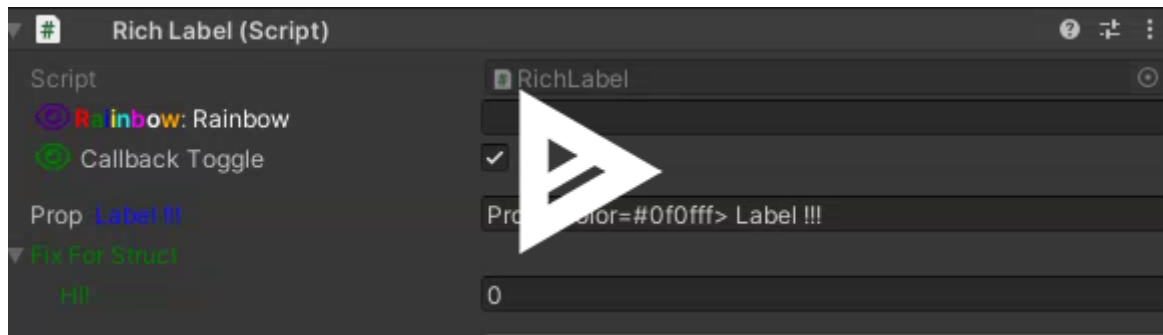 # Rich Label (Script)
Script # RichLabel
Rainbow: Rainbow
Callback Toggle
Prop Label !!! Pro olor=#0f0fff> Label !!!
Fix For Struct
HI! 0